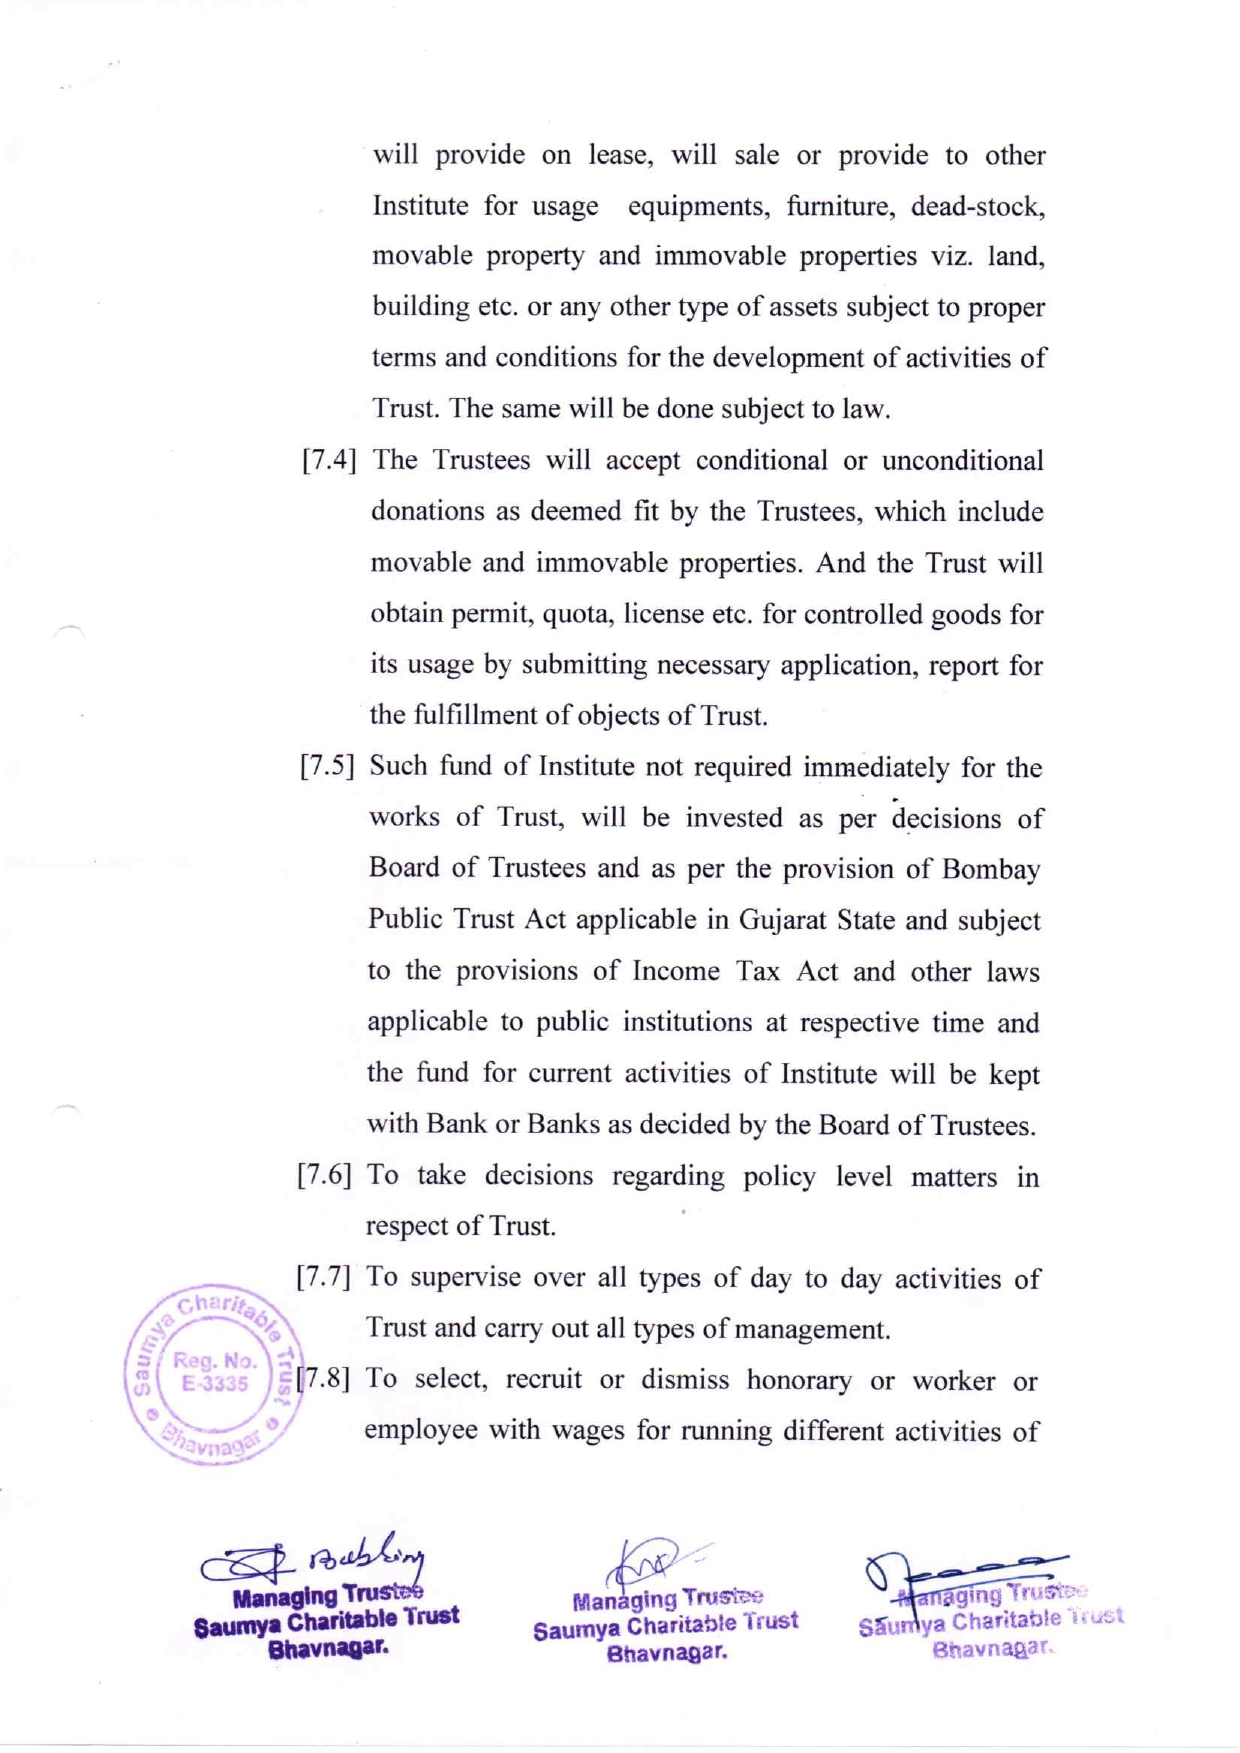 will provide on lease, will sale or provide to other
Institute for usage equipments, furniture, dead-stock,
movable property and immovable properties viz. land,
building etc. or any other type of assets subject to proper
terms and conditions for the development of activities of
Trust. The same will be done subject to law.
[7.4] The Trustees will accept conditional or unconditional
donations as deemed fit by the Trustees, which include
movable and immovable properties. And the Trust will
obtain permit, quota, license etc. for controlled goods for
its usage by submitting necessary application, report for
the fulfillment of objects of Trust.
[7.5] Such fund of Institute not required immediately for the
works of Trust, will be invested as per decisions of
Board of Trustees and as per the provision of Bombay
Public Trust Act applicable in Gujarat State and subject
to the provisions of Income Tax Act and other laws
applicable to public institutions at respective time and
the fund for current activities of Institute will be kept
with Bank or Banks as decided by the Board of Trustees.
[7.6] To take decisions regarding policy level matters in
respect of Trust.
[7.7] To supervise over all types of day to day activities of
Trust and carry out all types of management.
[7.8] To select, recruit or dismiss honorary or worker or
employee with wages for running different activities of
Saumya Charitable Trust
Reg. No.
E-3335
Bhavnagar
Managing Trustee
Saumya Charitable Trust
Bhavnagar.
Managing Trustee
Saumya Charitable Trust
Bhavnagar.
Managing Trustee
Saumya Charitable Trust
Bhavnagar.